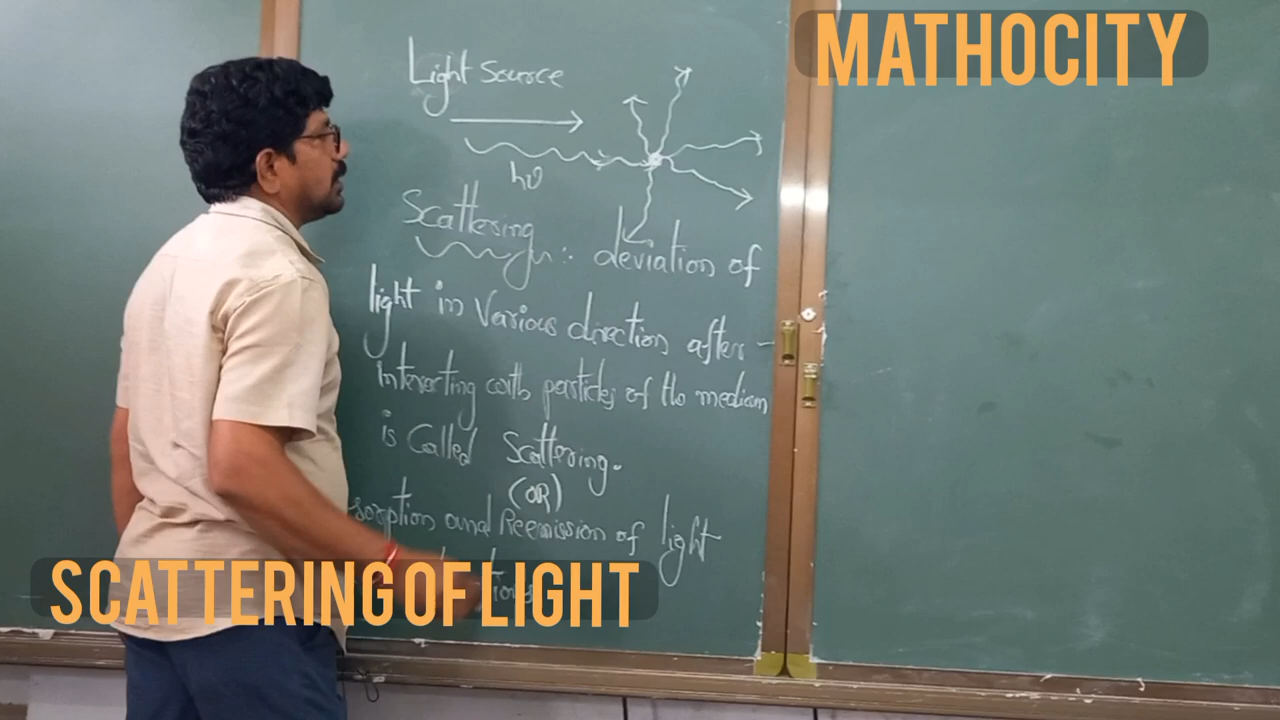 MATHOCITY
Light Source
hν
Scattering :- deviation of
light in Various direction after -
Interacting with particles of the medium
is Called Scattering.
(OR)
sorption and Reemission of light
SCATTERING OF LIGHT